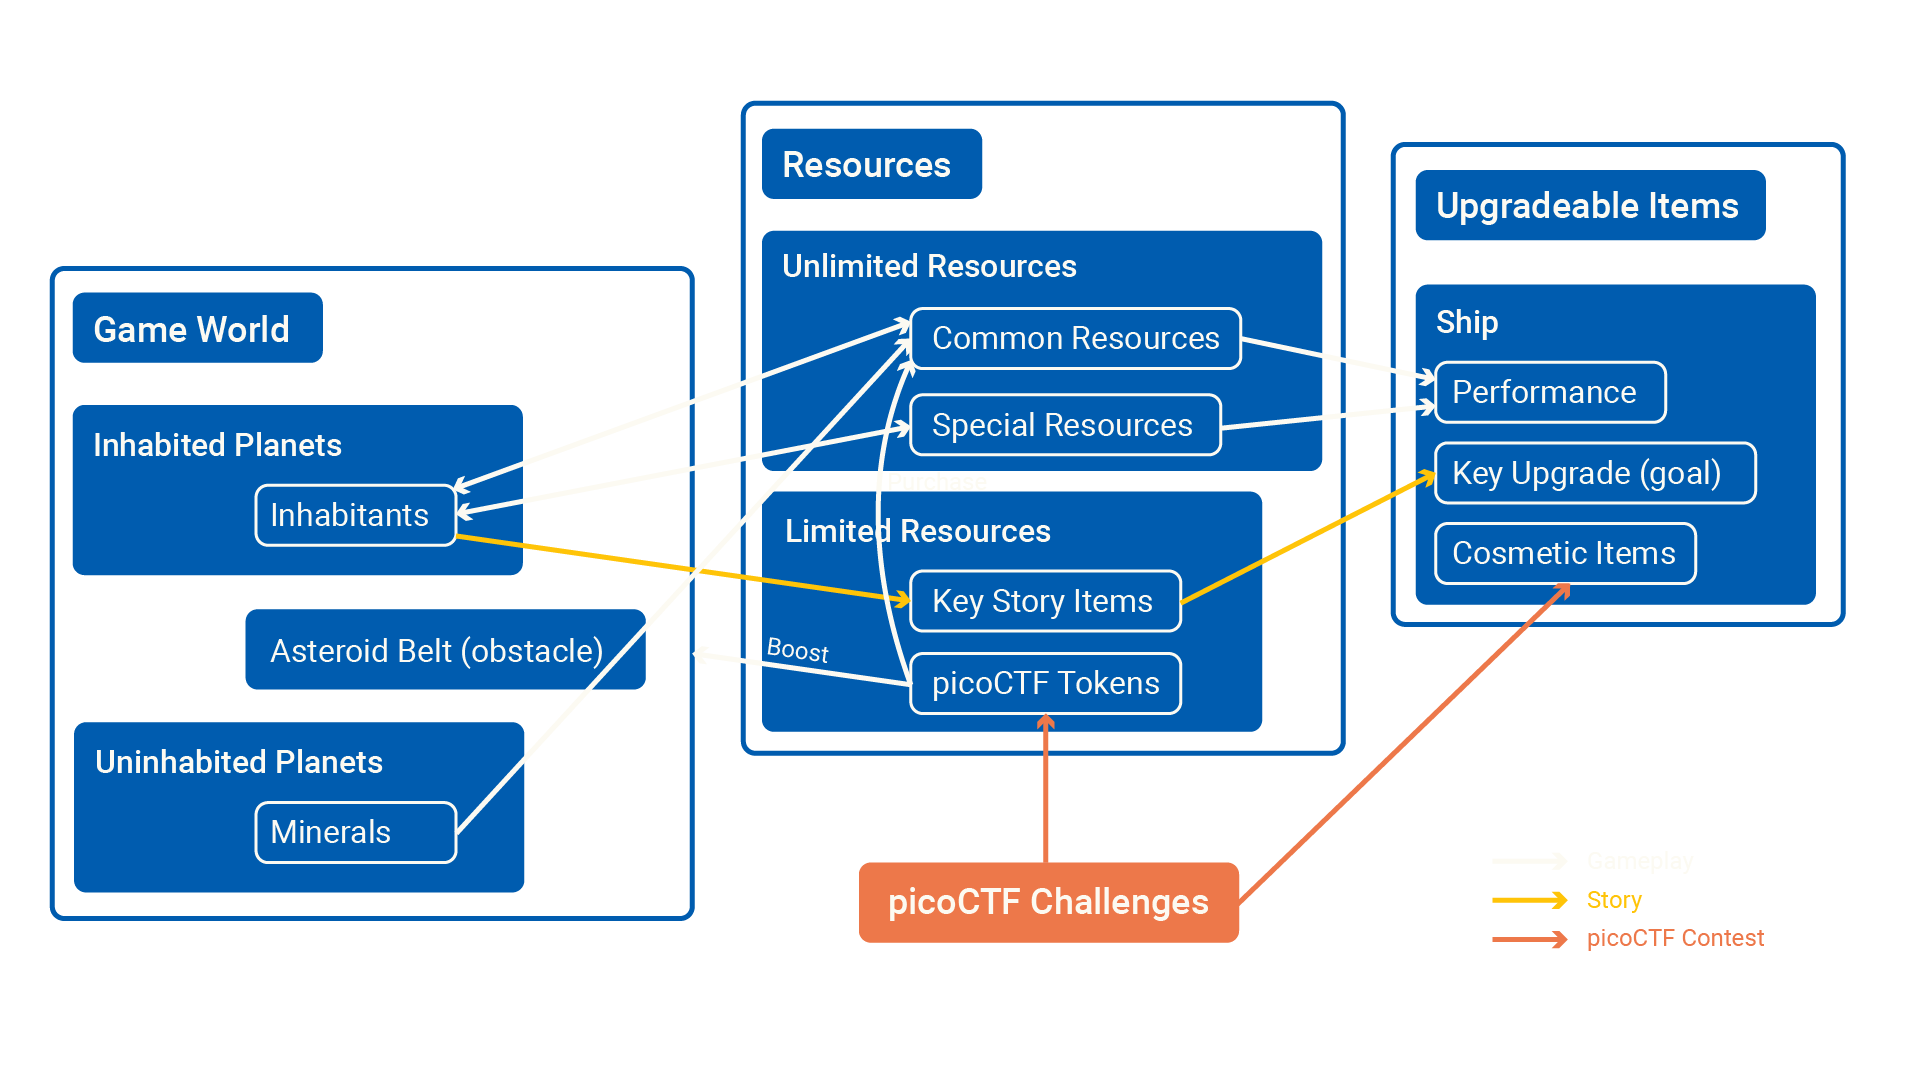 Resources
Unlimited Resources
Common Resources
Special Resources
Purchase
Limited Resources
Key Story Items
Boost
picoCTF Tokens
Upgradeable Items
Ship
Performance
Key Upgrade (goal)
Cosmetic Items
Game World
Inhabited Planets
Inhabitants
Asteroid Belt (obstacle)
Uninhabited Planets
Minerals
picoCTF Challenges
Gameplay
Story
picoCTF Contest